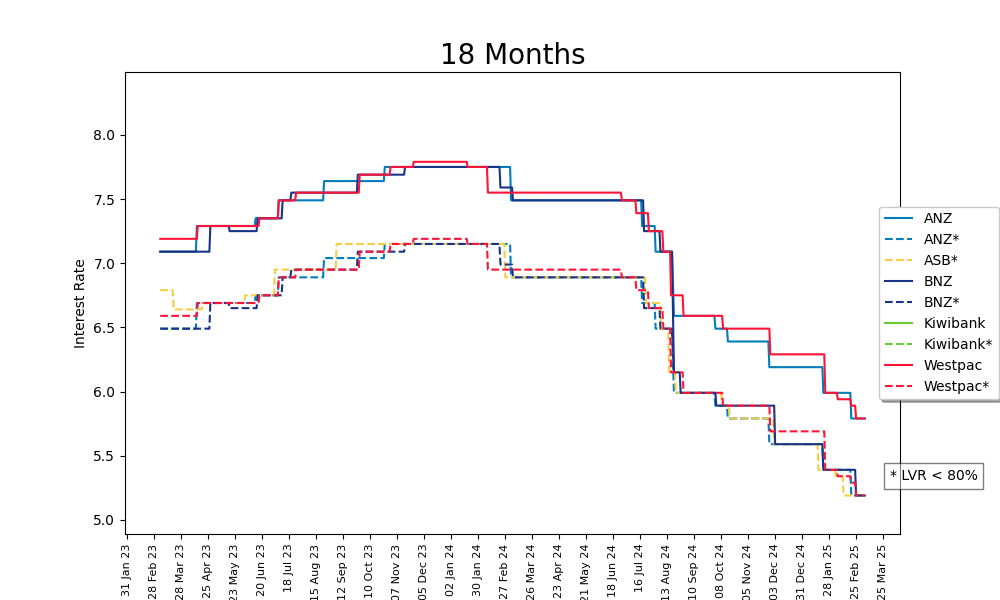 18 Months
Interest Rate
8.0
7.5
7.0
6.5
6.0
5.5
5.0
ANZ
ANZ*
ASB*
BNZ
BNZ*
Kiwibank
Kiwibank*
Westpac
Westpac*
* LVR < 80%
31 Jan 23
28 Feb 23
28 Mar 23
25 Apr 23
23 May 23
20 Jun 23
18 Jul 23
15 Aug 23
12 Sep 23
10 Oct 23
07 Nov 23
05 Dec 23
02 Jan 24
30 Jan 24
27 Feb 24
26 Mar 24
23 Apr 24
21 May 24
18 Jun 24
16 Jul 24
13 Aug 24
10 Sep 24
08 Oct 24
05 Nov 24
03 Dec 24
31 Dec 24
28 Jan 25
25 Feb 25
25 Mar 25